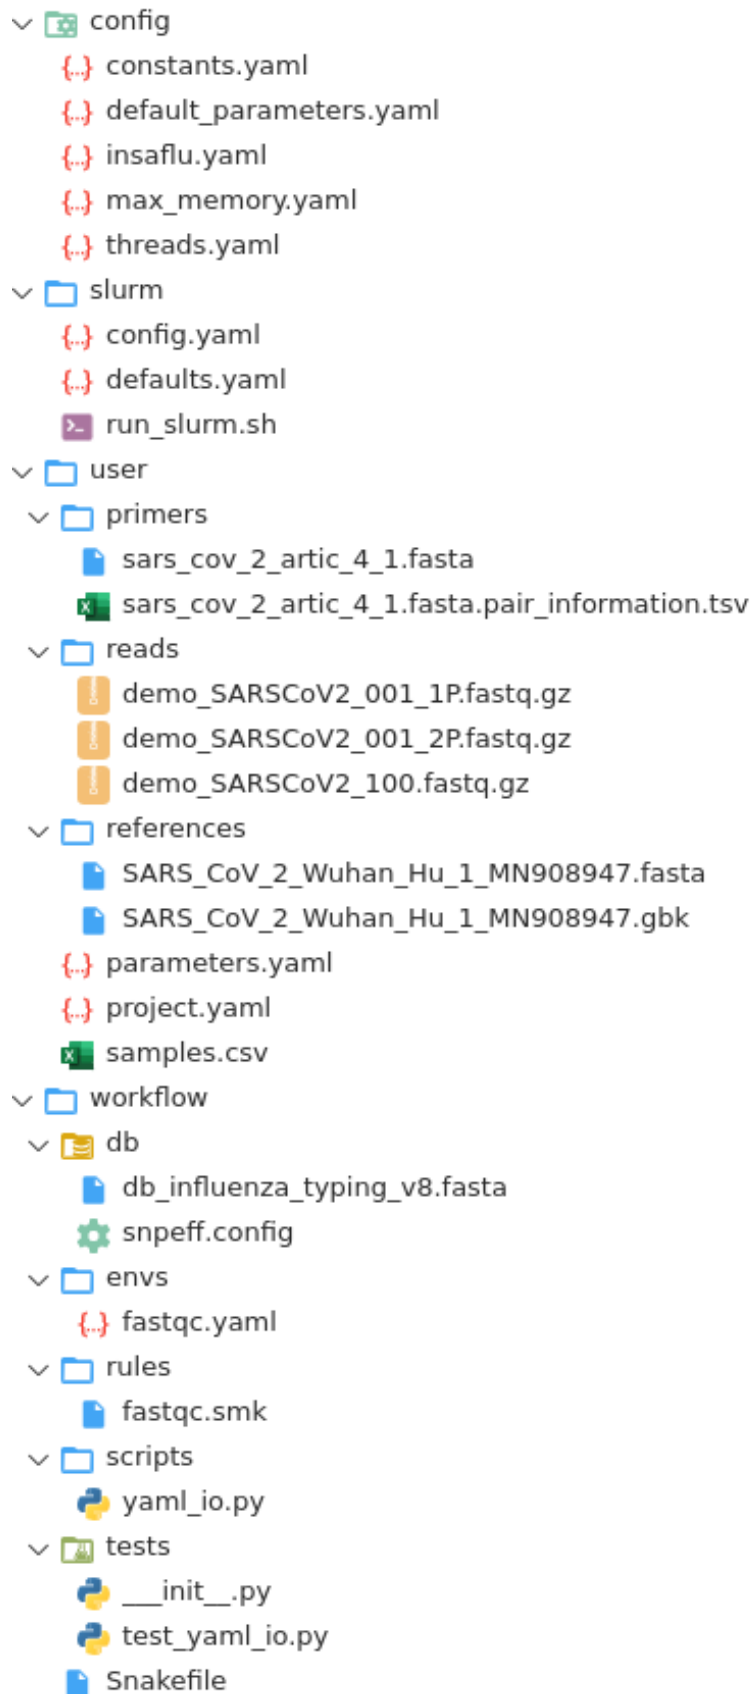 config
constants.yaml
default_parameters.yaml
insaflu.yaml
max_memory.yaml
threads.yaml
slurm
config.yaml
defaults.yaml
run_slurm.sh
user
primers
sars_cov_2_artic_4_1.fasta
sars_cov_2_artic_4_1.fasta.pair_information.tsv
reads
demo_SARSCoV2_001_1P.fastq.gz
demo_SARSCoV2_001_2P.fastq.gz
demo_SARSCoV2_100.fastq.gz
references
SARS_CoV_2_Wuhan_Hu_1_MN908947.fasta
SARS_CoV_2_Wuhan_Hu_1_MN908947.gbk
parameters.yaml
project.yaml
samples.csv
workflow
db
db_influenza_typing_v8.fasta
snpeff.config
envs
fastqc.yaml
rules
fastqc.smk
scripts
yaml_io.py
tests
___init__.py
test_yaml_io.py
Snakefile